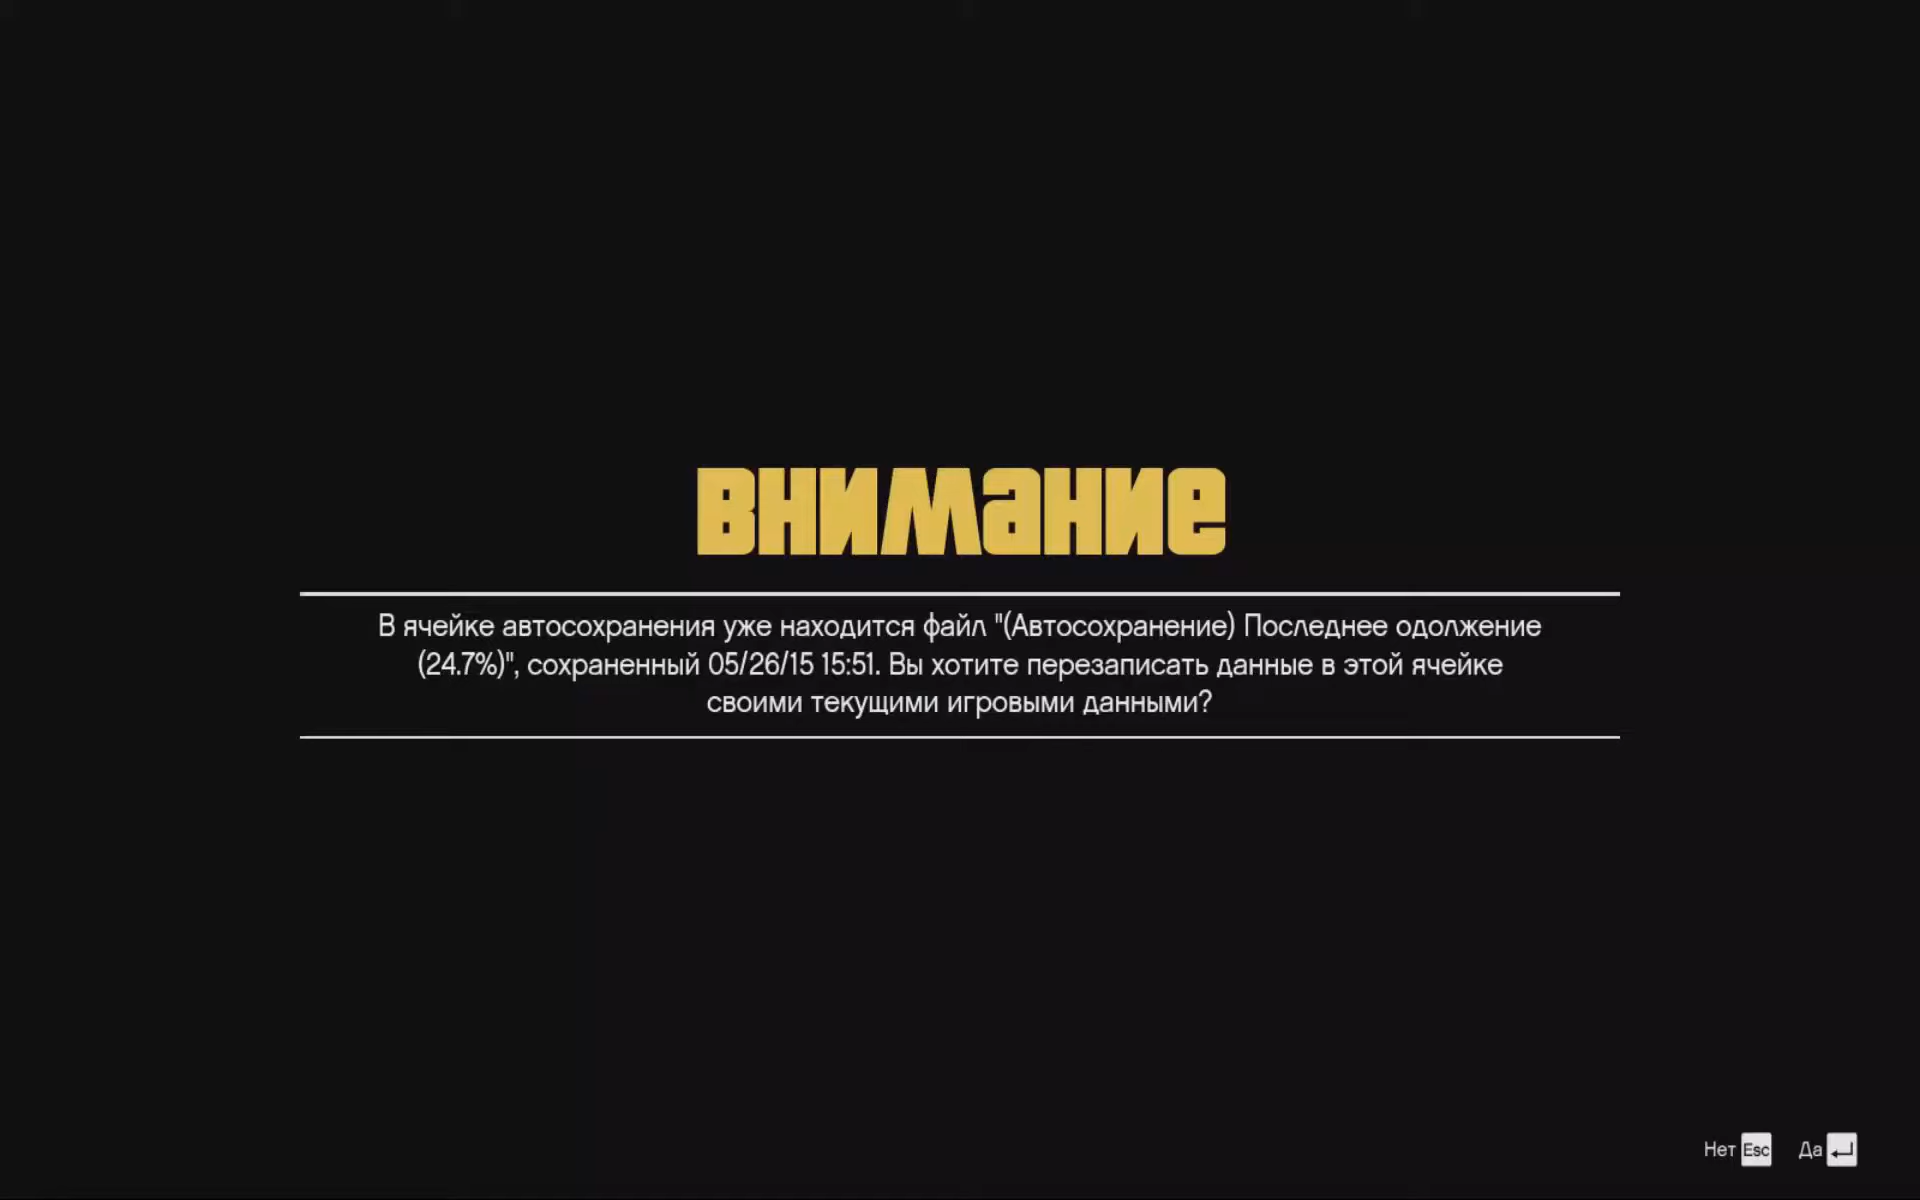 внимание
В ячейке автосохранения уже находится файл "(Автосохранение) Последнее одолжение
(24.7%)", сохраненный 05/26/15 15:51. Вы хотите перезаписать данные в этой ячейке
своими текущими игровыми данными?
Нет Esc Да